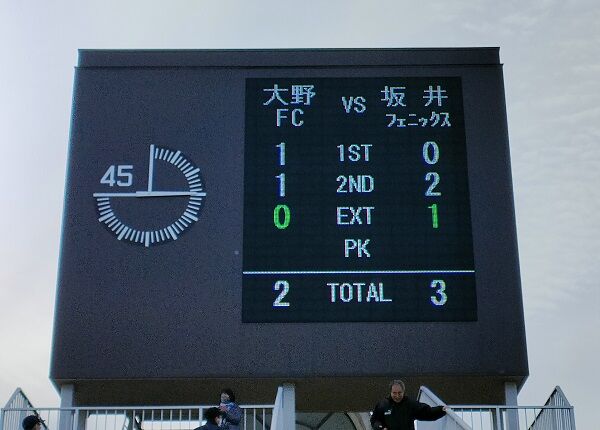 大野 VS 坂井
FC フェニックス
45
1 1ST 0
1 2ND 2
0 EXT 1
PK
2 TOTAL 3